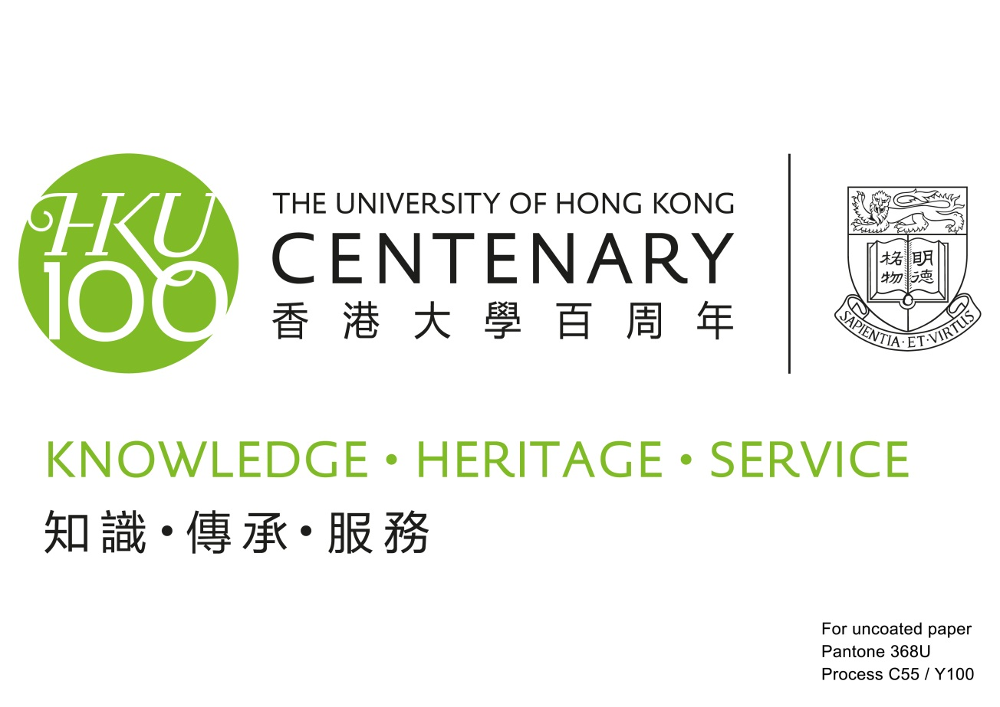 HKU
100
THE UNIVERSITY OF HONG KONG
CENTENARY
香港大學百周年
明德
格物
SAPIENTIA·ET·VIRTUS
KNOWLEDGE • HERITAGE • SERVICE
知識•傳承•服務
For uncoated paper
Pantone 368U
Process C55 / Y100